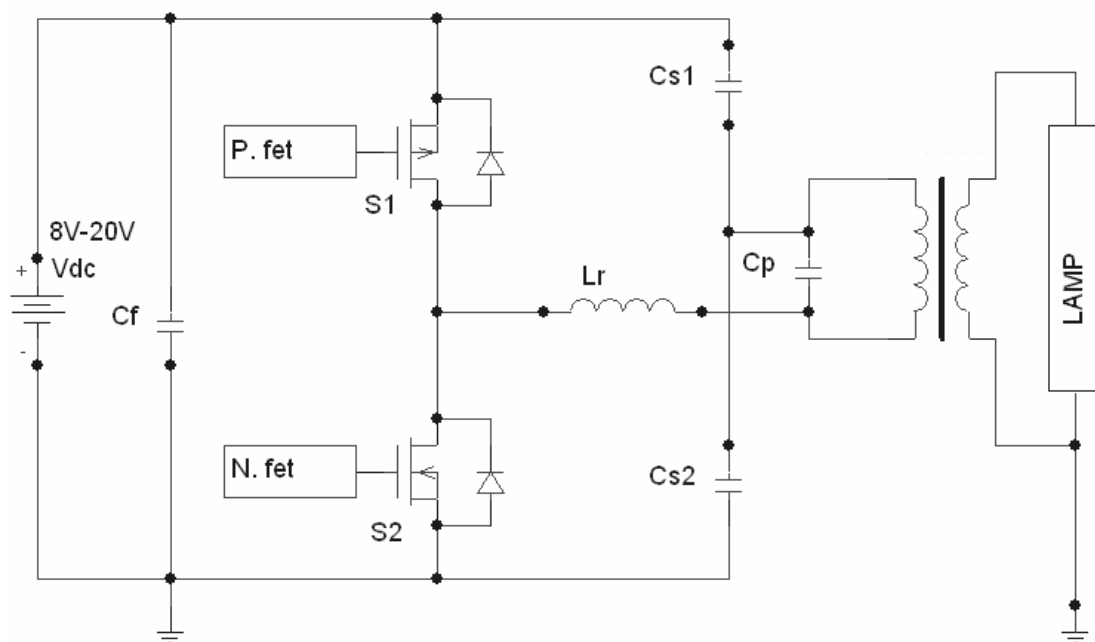 Cs1
P. fet
S1
8V-20V
+
Vdc
Cp
Lr
Cf
-
LAMP
N. fet
Cs2
S2